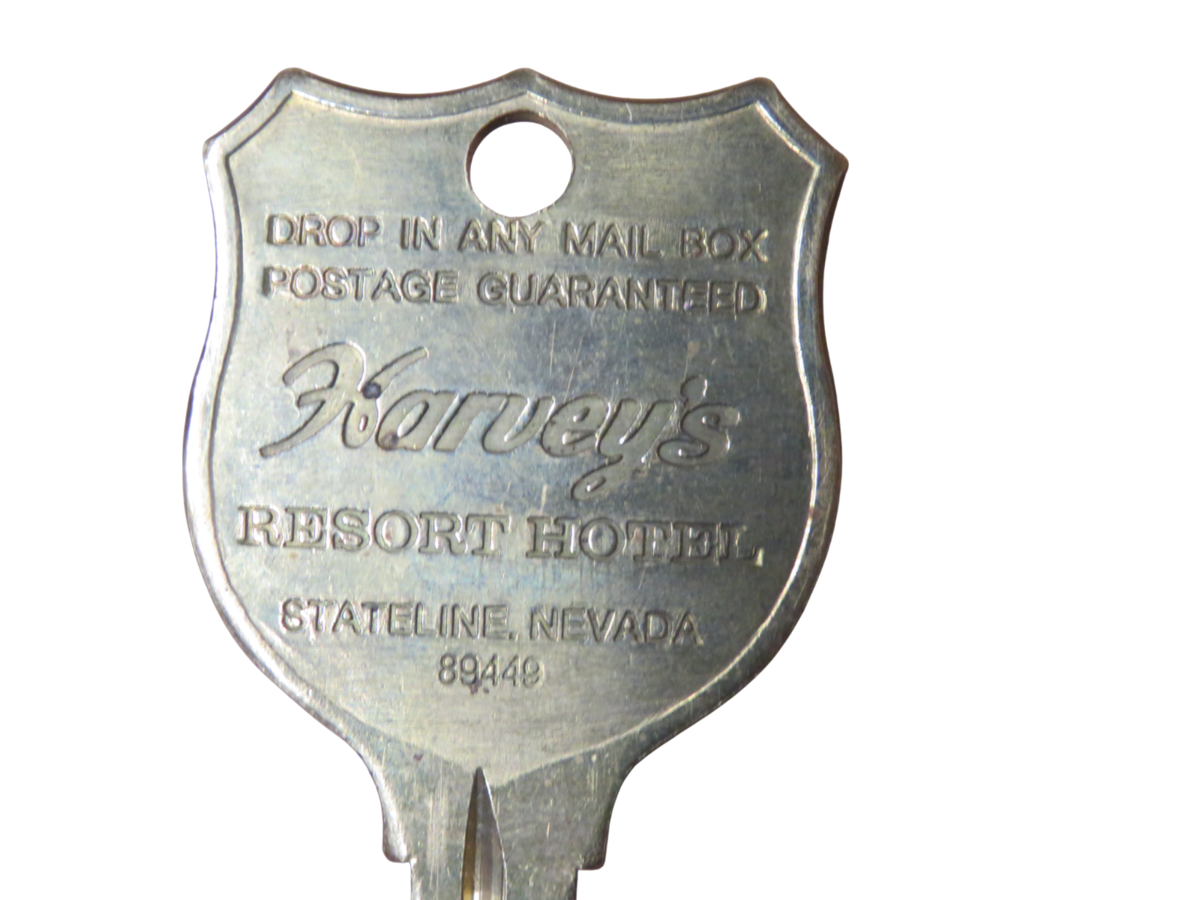 DROP IN ANY MAIL BOX
POSTAGE GUARANTEED
Harvey's
RESORT HOTEL
STATELINE, NEVADA
89449